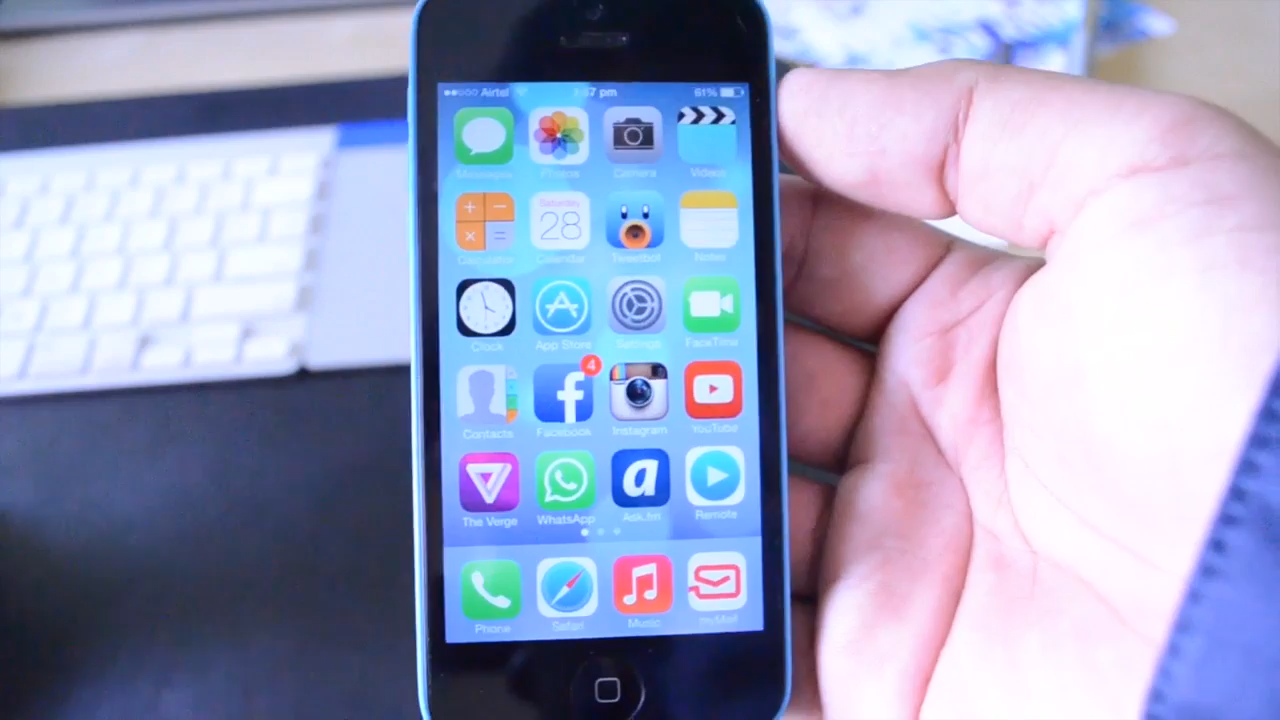 Airtel pm 61%
Messages Photos Camera Videos
Saturday
28
Calculator Calendar Tweetbot Notes
Clock App Store Settings FaceTime
4
Contacts Facebook Instagram YouTube
a
The Verge WhatsApp Ask.fm Remote
Phone Safari Music myMail